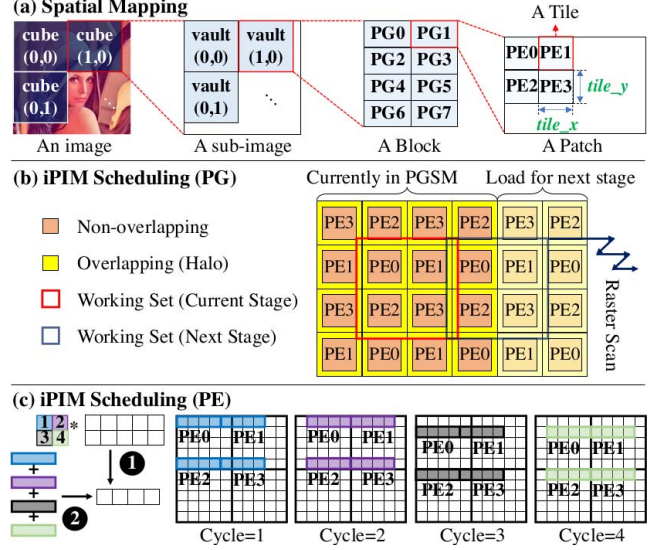 (a) Spatial Mapping
A Tile
cube
(0,0)
cube
(1,0)
cube
(0,1)
vault
(0,0)
vault
(1,0)
vault
(0,1)
PG0 PG1
PG2 PG3
PG4 PG5
PG6 PG7
PE0 PE1
PE2 PE3
tile_y
tile_x
An image
A sub-image
A Block
A Patch
(b) iPIM Scheduling (PG)
Currently in PGSM
Load for next stage
Non-overlapping
Overlapping (Halo)
Working Set (Current Stage)
Working Set (Next Stage)
PE3 PE2 PE3 PE2 PE3 PE2
PE1 PE0 PE1 PE0 PE1 PE0
PE3 PE2 PE3 PE2 PE3 PE2
PE1 PE0 PE1 PE0 PE1 PE0
Raster Scan
(c) iPIM Scheduling (PE)
1 2
3 4
*
1
+
+
+
2
PE0 PE1
PE2 PE3
Cycle=1
PE0 PE1
PE2 PE3
Cycle=2
PE0 PE1
PE2 PE3
Cycle=3
PE0 PE1
PE2 PE3
Cycle=4